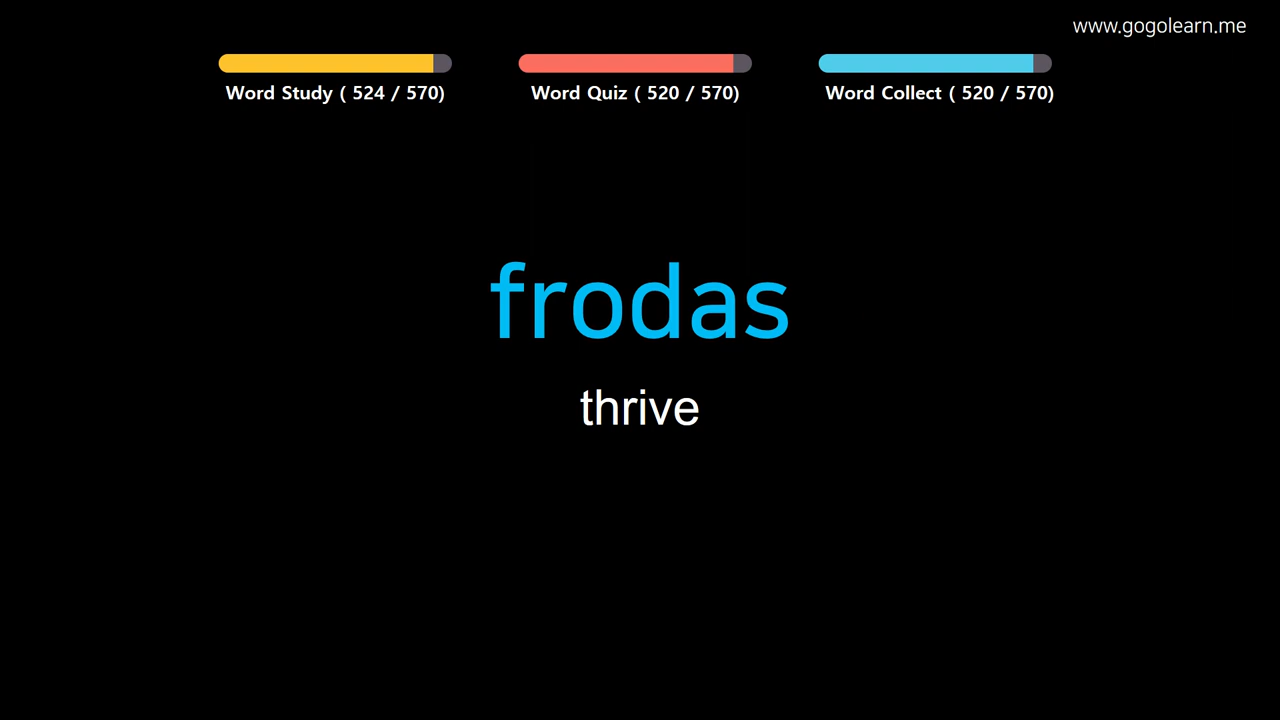 www.gogolearn.me
Word Study ( 524 / 570)
Word Quiz ( 520 / 570)
Word Collect ( 520 / 570)
frodas
thrive